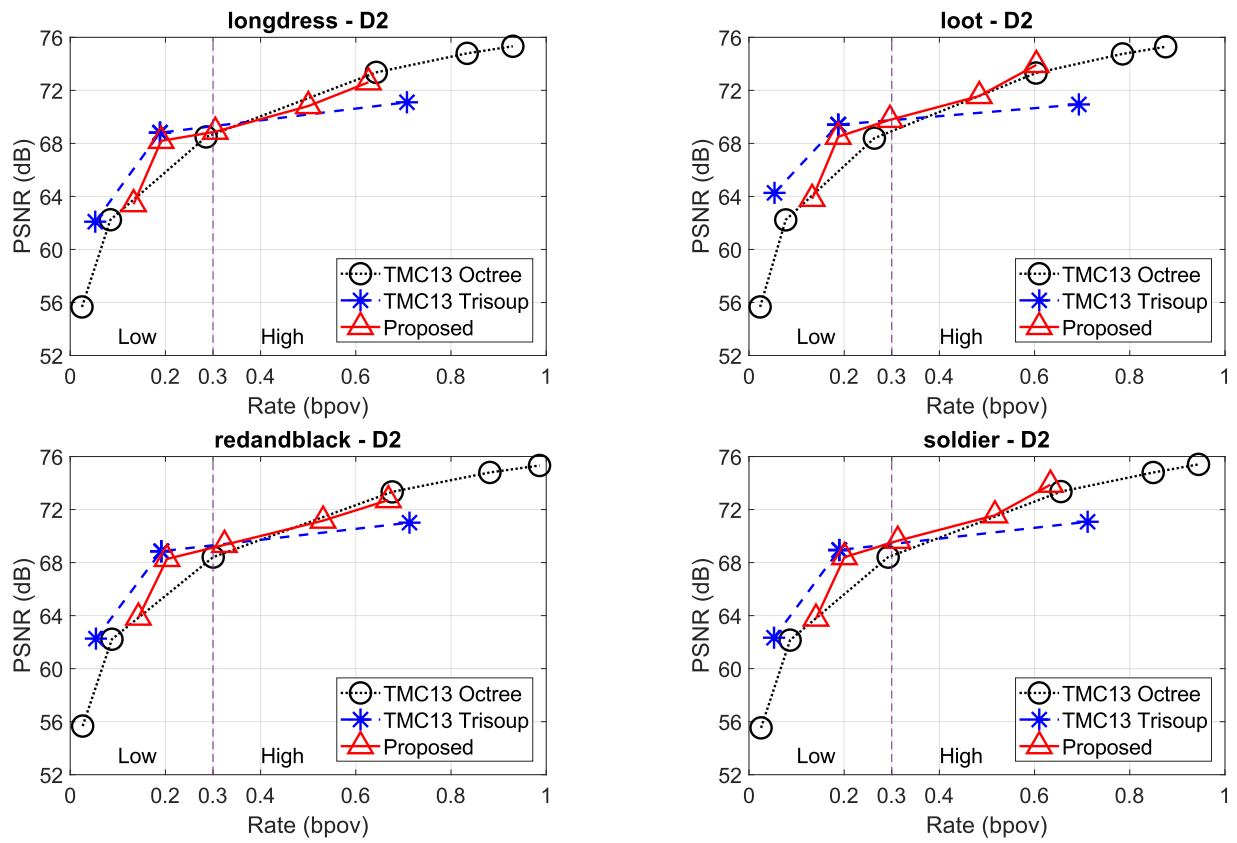 longdress - D2
76
72
68
64
60
56
52
PSNR (dB)
TMC13 Octree
TMC13 Trisoup
Proposed
Low
High
0 0.2 0.3 0.4 0.6 0.8 1
Rate (bpov)
loot - D2
76
72
68
64
60
56
52
PSNR (dB)
TMC13 Octree
TMC13 Trisoup
Proposed
Low
High
0 0.2 0.3 0.4 0.6 0.8 1
Rate (bpov)
redandblack - D2
76
72
68
64
60
56
52
PSNR (dB)
TMC13 Octree
TMC13 Trisoup
Proposed
Low
High
0 0.2 0.3 0.4 0.6 0.8 1
Rate (bpov)
soldier - D2
76
72
68
64
60
56
52
PSNR (dB)
TMC13 Octree
TMC13 Trisoup
Proposed
Low
High
0 0.2 0.3 0.4 0.6 0.8 1
Rate (bpov)